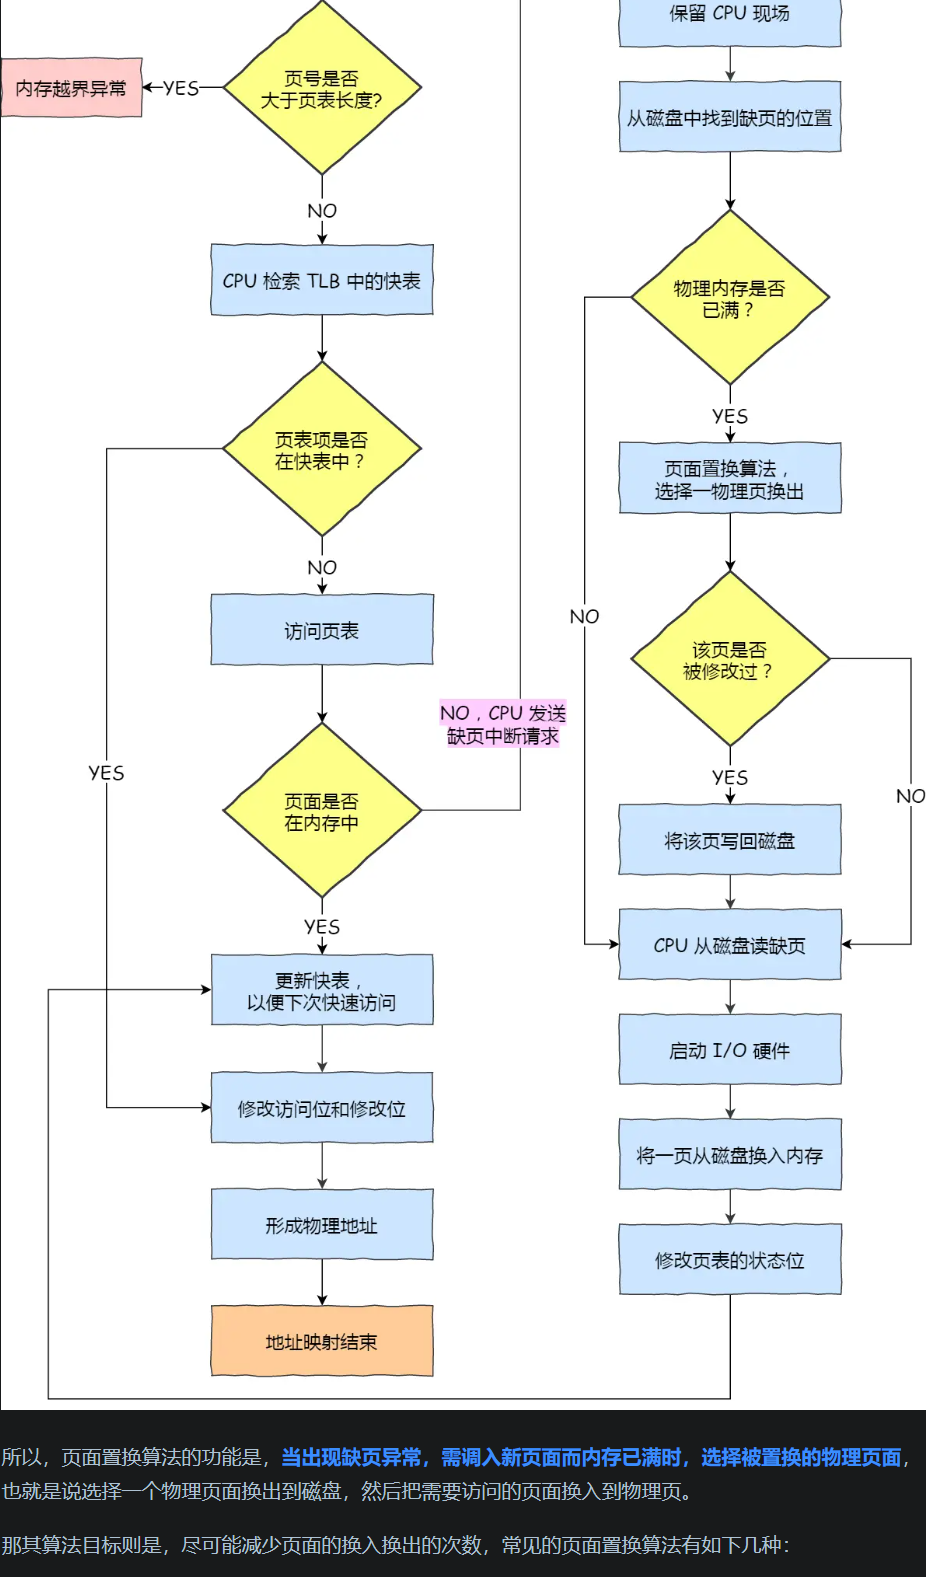 页号是否
大于页表长度?
YES
内存越界异常
NO
CPU 检索 TLB 中的快表
页表项是否
在快表中？
NO
YES
访问页表
页面是否
在内存中
NO，CPU 发送
缺页中断请求
YES
更新快表，
以便下次快速访问
修改访问位和修改位
形成物理地址
地址映射结束
保留 CPU 现场
从磁盘中找到缺页的位置
物理内存是否
已满？
YES
NO
页面置换算法，
选择一物理页换出
该页是否
被修改过？
YES
NO
将该页写回磁盘
CPU 从磁盘读缺页
启动 I/O 硬件
将一页从磁盘换入内存
修改页表的状态位
所以，页面置换算法的功能是，当出现缺页异常，需调入新页面而内存已满时，选择被置换的物理页面，
也就是说选择一个物理页面换出到磁盘，然后把需要访问的页面换入到物理页。
那其算法目标则是，尽可能减少页面的换入换出的次数，常见的页面置换算法有如下几种：